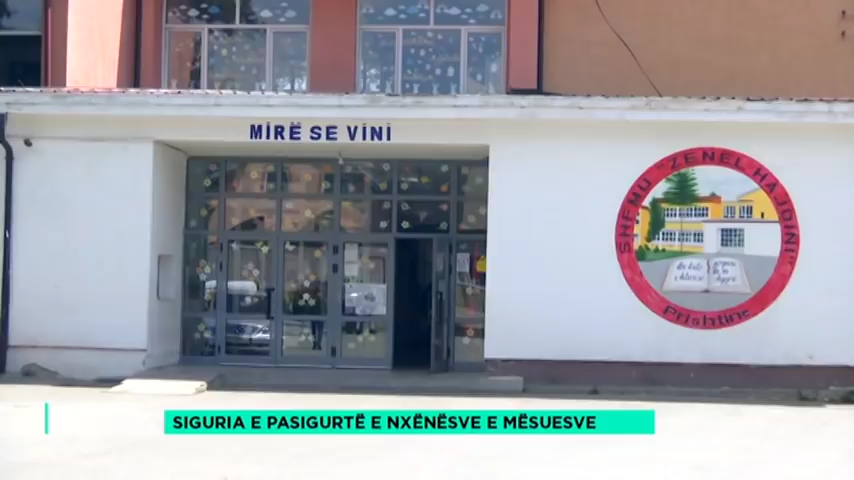 MIRË SE VINI
SHFMU "ZENEL HAJDINI"
Prishtinë
SIGURIA E PASIGURTË E NXËNËSVE E MËSUESVE